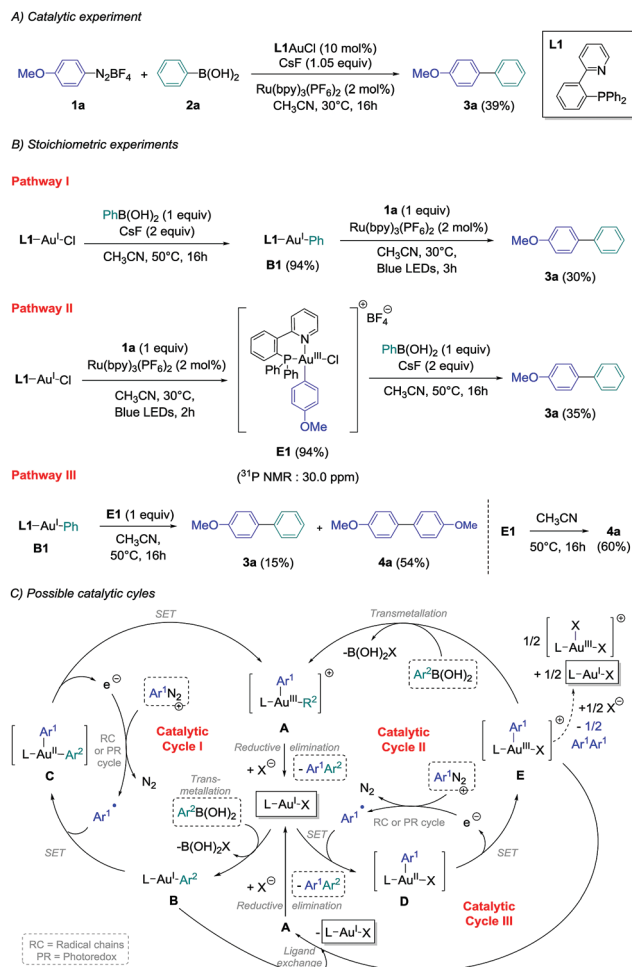 A) Catalytic experiment
MeO
N2BF4
1a
+
B(OH)2
2a
L1AuCl (10 mol%)
CsF (1.05 equiv)
Ru(bpy)3(PF6)2 (2 mol%)
CH3CN, 30°C, 16h
MeO
3a (39%)
L1
N
PPh2
B) Stoichiometric experiments
Pathway I
L1–AuI–Cl
PhB(OH)2 (1 equiv)
CsF (2 equiv)
CH3CN, 50°C, 16h
L1–AuI–Ph
B1 (94%)
1a (1 equiv)
Ru(bpy)3(PF6)2 (2 mol%)
CH3CN, 30°C,
Blue LEDs, 3h
MeO
3a (30%)
Pathway II
L1–AuI–Cl
1a (1 equiv)
Ru(bpy)3(PF6)2 (2 mol%)
CH3CN, 30°C,
Blue LEDs, 2h
N
P–AuIII–Cl
Ph Ph
OMe
⊕
BF4⊖
E1 (94%)
(31P NMR : 30.0 ppm)
PhB(OH)2 (1 equiv)
CsF (2 equiv)
CH3CN, 50°C, 16h
MeO
3a (35%)
Pathway III
L1–AuI–Ph
B1
E1 (1 equiv)
CH3CN,
50°C, 16h
MeO
3a (15%)
+
MeO
OMe
4a (54%)
E1
CH3CN
50°C, 16h
4a
(60%)
C) Possible catalytic cyles
SET
Transmetallation
-B(OH)2X
Ar2B(OH)2
X
1/2 L–AuIII–X ⊕
+ 1/2 L–AuI–X
+1/2 X⊖
- 1/2
Ar1Ar1
e⊖
Ar1N2⊕
Ar1
L–AuIII–R2 ⊕
A
Ar1
L–AuII–Ar2
C
RC
or PR
cycle
N2
Catalytic
Cycle I
Catalytic
Cycle II
Ar1
L–AuIII–X ⊕
E
Reductive elimination
+ X⊖
- Ar1Ar2
Trans-
metallation
Ar2B(OH)2
-B(OH)2X
L–AuI–X
N2
Ar1N2⊕
Ar1•
RC or PR cycle
e⊖
Ar1•
SET
SET
SET
L–AuI–Ar2
B
+ X⊖
- Ar1Ar2
Reductive elimination
Ar1
L–AuII–X
D
Catalytic
Cycle III
A
- L–AuI–X
Ligand
exchange
RC = Radical chains
PR = Photoredox